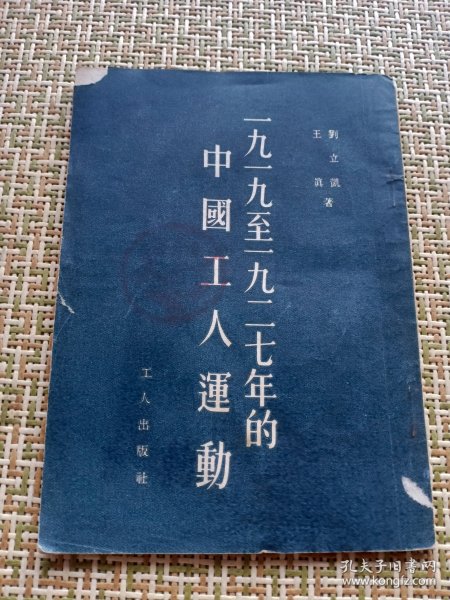 劉立凱
王真 著
一九一九至一九二七年的
中國工人運動
工人出版社
孔夫子旧书网
www.kongfz.com